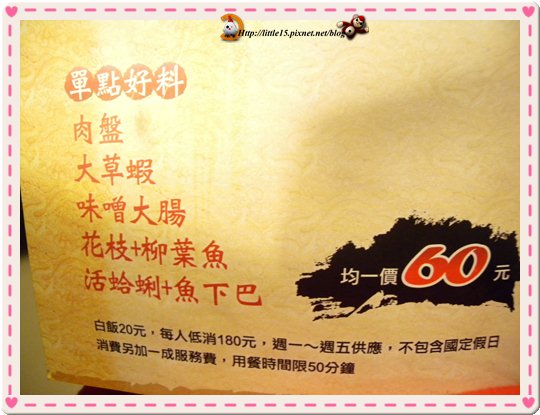 Http://little15.pixnet.net/blog
單點好料
肉盤
大草蝦
味噌大腸
花枝+柳葉魚
活蛤蜊+魚下巴
均一價60元
白飯20元，每人低消180元，週一～週五供應，不包含國定假日
消費另加一成服務費，用餐時間限50分鐘